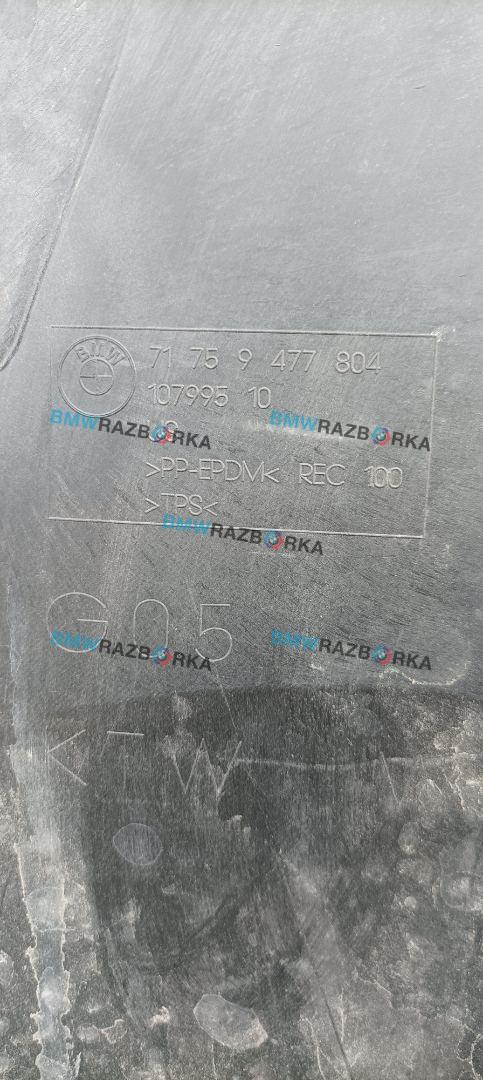 BMW
71 75 9 477 804
107995 10
>PP-EPDM< REC 100
>TPS<
G05
KTW
BMWRAZBORKA
BMWRAZBORKA
BMWRAZBORKA
BMWRAZBORKA
BMWRAZBORKA